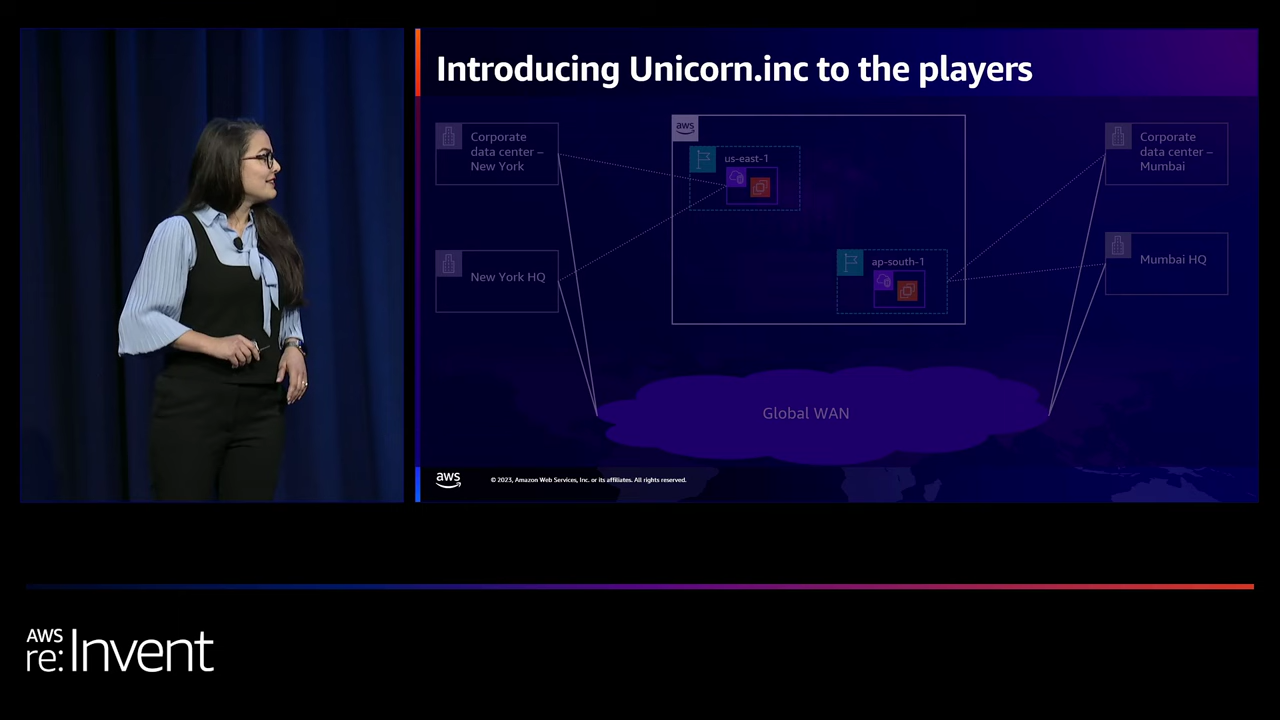 Introducing Unicorn.inc to the players
Corporate
data center –
New York
New York HQ
aws
us-east-1
ap-south-1
Corporate
data center –
Mumbai
Mumbai HQ
Global WAN
aws
© 2023, Amazon Web Services, Inc. or its affiliates. All rights reserved.
AWS
re:Invent